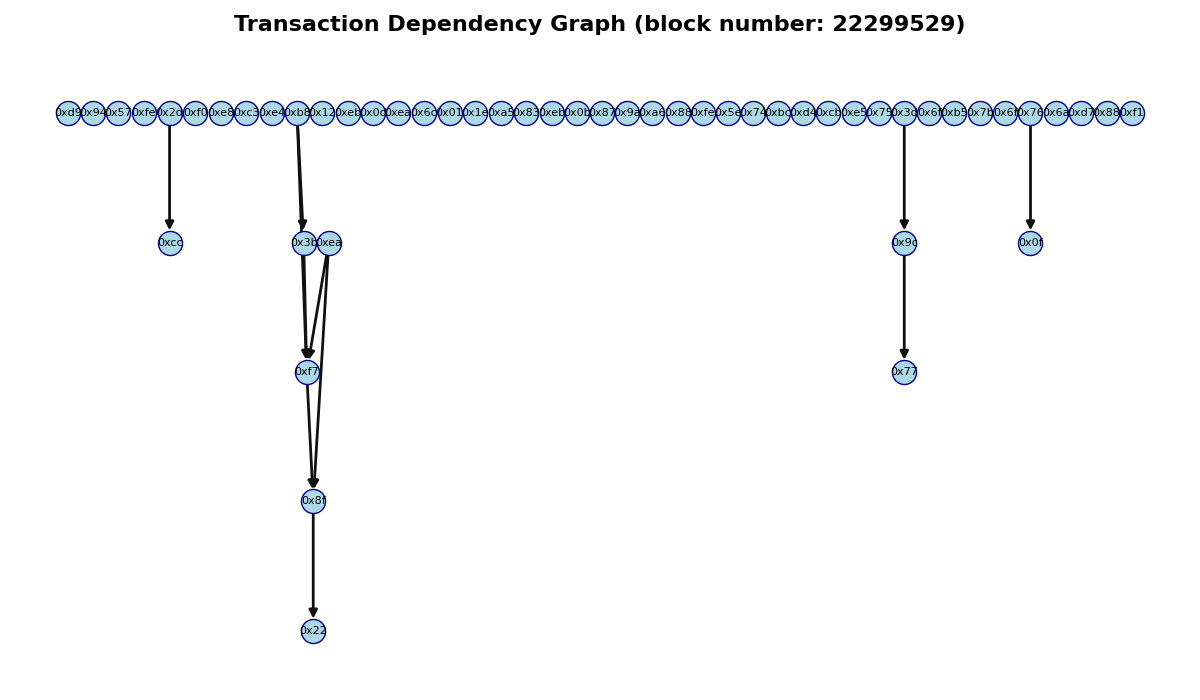 Transaction Dependency Graph (block number: 22299529)
0xd9 0x94 0x57 0xfe 0x2c 0xf0 0xe8 0xc3 0xe4 0xb8 0x12 0xeb 0x0d 0xea 0x6c 0x01 0x1e 0xa5 0x83 0xeb 0x0b 0x87 0x9a 0xa6 0x88 0xfe 0x5e 0x74 0xbc 0xd4 0xcb 0xe5 0x75 0x3c 0x6f 0xb5 0x7b 0x6f 0x76 0x6a 0xd7 0x88 0xf1
0xcc 0x3b 0xea 0x9c 0x0f
0xf7 0x77
0x8f
0x22